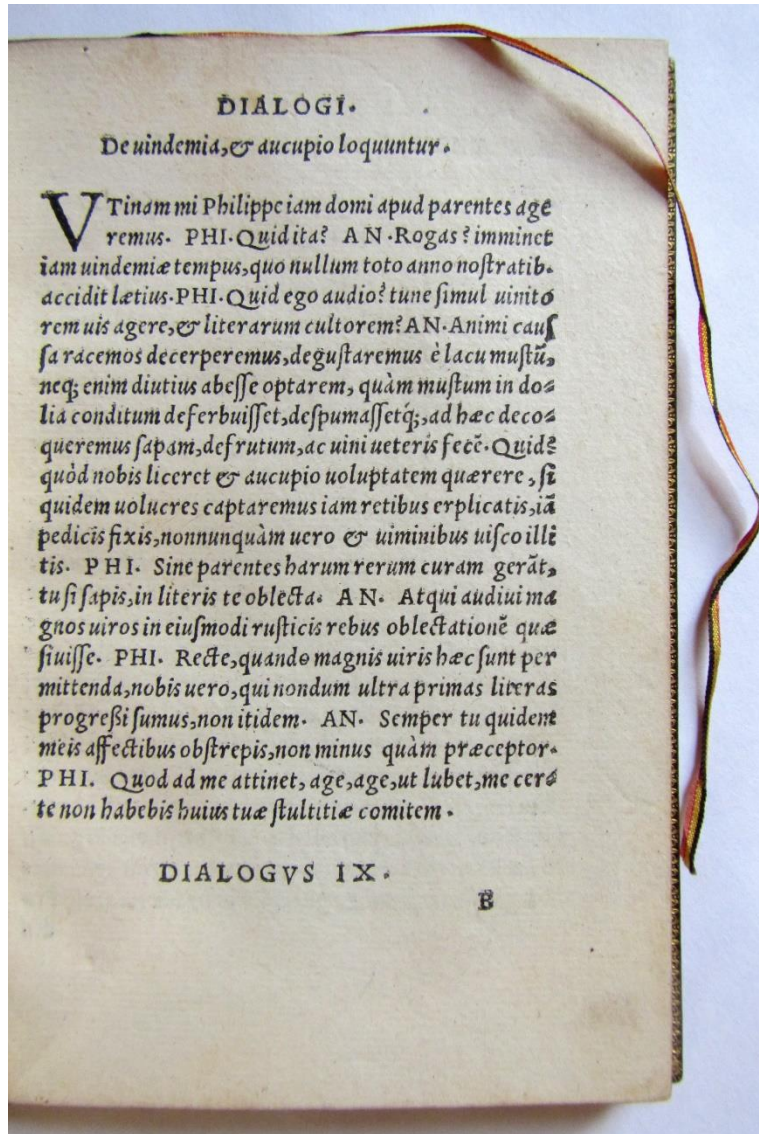 DIALOGI.
De uindemia, & aucupio loquuntur.
VTinam mi Philippe iam domi apud parentes age
remus. PHI. Quid ita? AN. Rogas? imminet
iam uindemiæ tempus, quo nullum toto anno noſtratib.
accidit lætius. PHI. Quid ego audio? tune ſimul uinito
rem uis agere, & literarum cultorem? AN. Animi cauſ
ſa racemos decerperemus, deguſtaremus è lacu muſtũ,
neq; enim diutius abeſſe optarem, quàm muſtum in do⸗
lia conditum deferbuiſſet, deſpumaſſetq́;, ad hæc deco⸗
queremus ſapam, defrutum, ac uini ueteris fecẽ. Quid?
quòd nobis liceret & aucupio uoluptatem quærere, ſi
quidem uolucres captaremus iam retibus erplicatis, iã
pedicis fixis, nonnunquàm uero & uiminibus uiſco illi
tis. PHI. Sine parentes harum rerum curam gerãt,
tu ſi ſapis, in literis te oblecta. AN. Atqui audiui ma
gnos uiros in eiuſmodi ruſticis rebus oblectationẽ quæ
ſiuiſſe. PHI. Recte, quando magnis uiris hæc ſunt per
mittenda, nobis uero, qui nondum ultra primas literas
progreßi ſumus, non itidem. AN. Semper tu quidem
meis affectibus obſtrepis, non minus quàm præceptor.
PHI. Quod ad me attinet, age, age, ut lubet, me cer⸗
te non habebis huius tuæ ſtultitiæ comitem.
DIALOGVS IX.
B